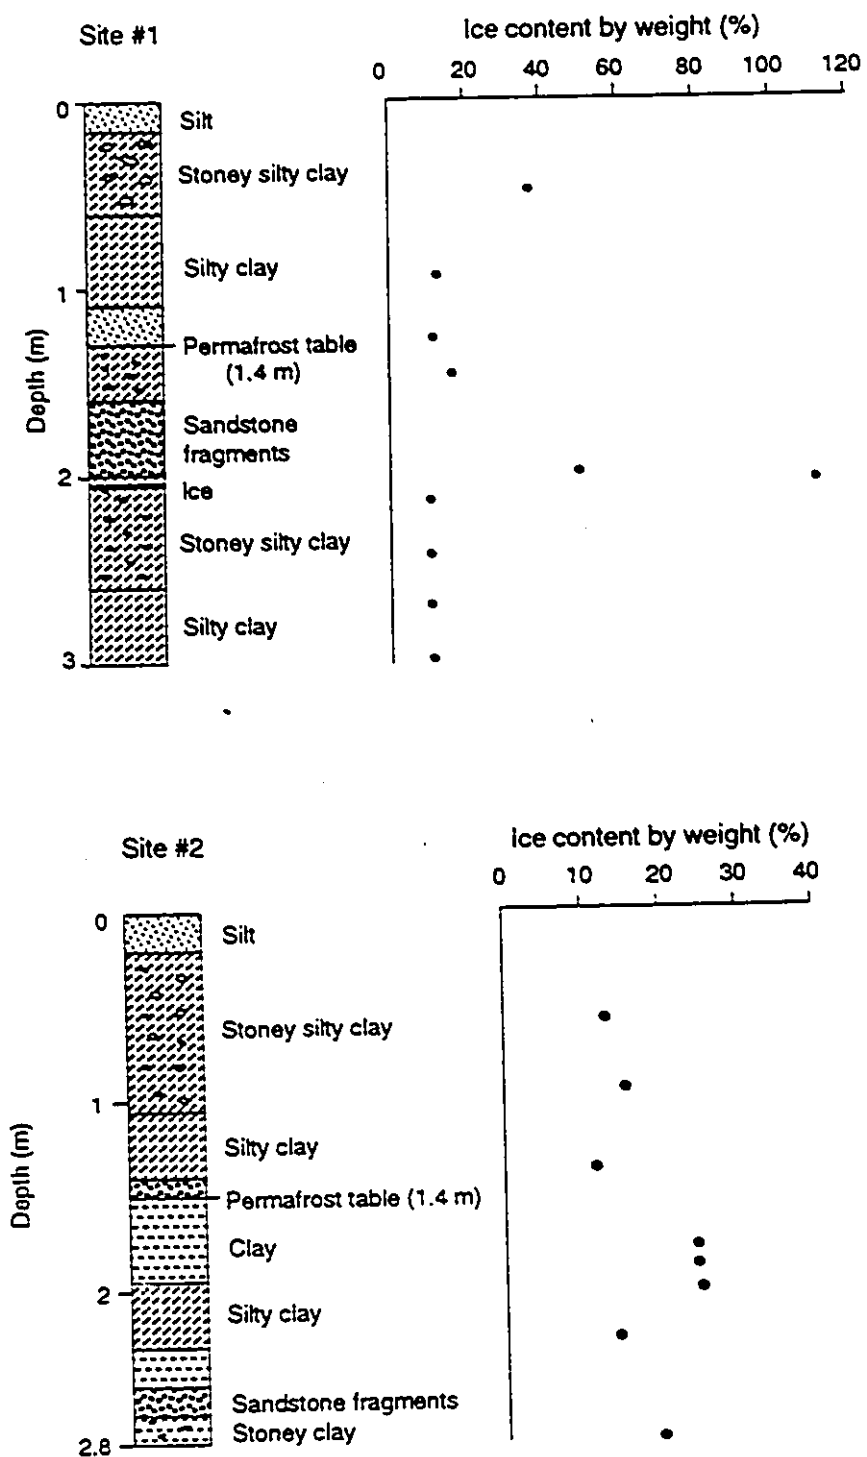 Site #1
Ice content by weight (%)
0 20 40 60 80 100 120
0
Silt
Stoney silty clay
Silty clay
1
Depth (m)
Permafrost table
(1.4 m)
Sandstone
fragments
2
Ice
Stoney silty clay
Silty clay
3
Site #2
Ice content by weight (%)
0 10 20 30 40
0
Silt
Stoney silty clay
1
Depth (m)
Silty clay
Permafrost table (1.4 m)
Clay
2
Silty clay
Sandstone fragments
Stoney clay
2.8